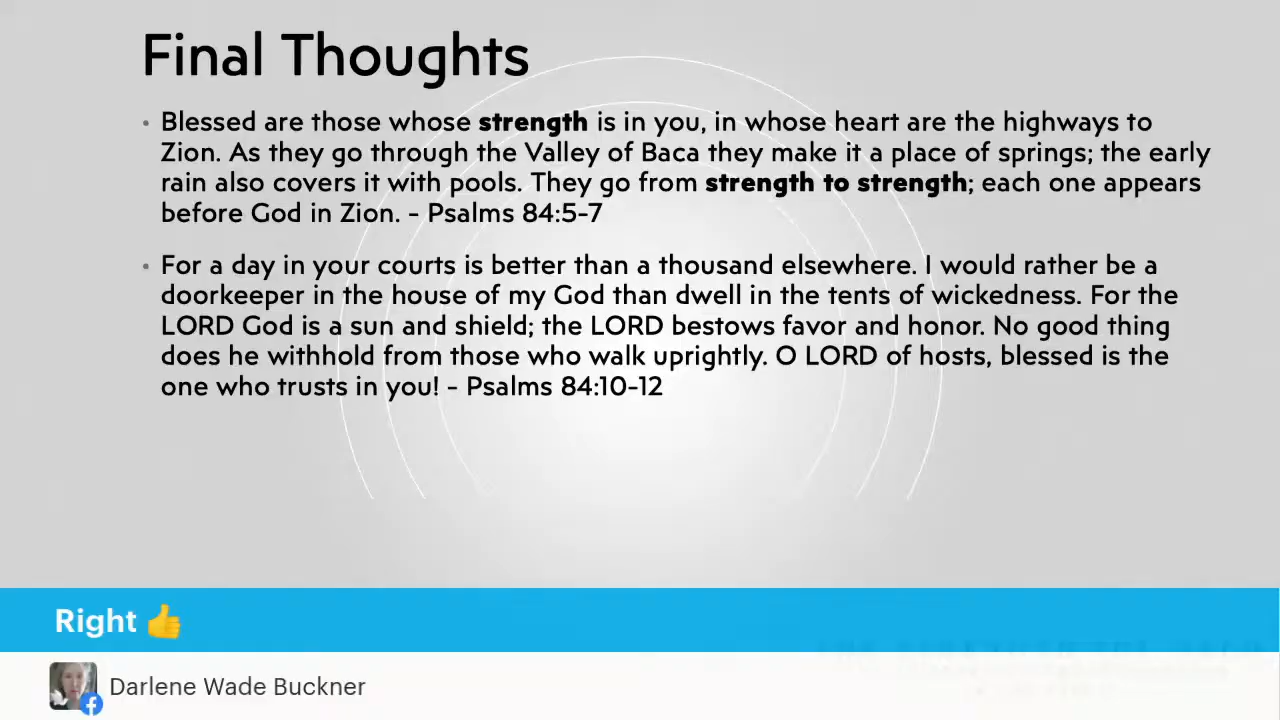 Final Thoughts
• Blessed are those whose strength is in you, in whose heart are the highways to
Zion. As they go through the Valley of Baca they make it a place of springs; the early
rain also covers it with pools. They go from strength to strength; each one appears
before God in Zion. - Psalms 84:5-7
• For a day in your courts is better than a thousand elsewhere. I would rather be a
doorkeeper in the house of my God than dwell in the tents of wickedness. For the
LORD God is a sun and shield; the LORD bestows favor and honor. No good thing
does he withhold from those who walk uprightly. O LORD of hosts, blessed is the
one who trusts in you! - Psalms 84:10-12
Right 👍
Darlene Wade Buckner